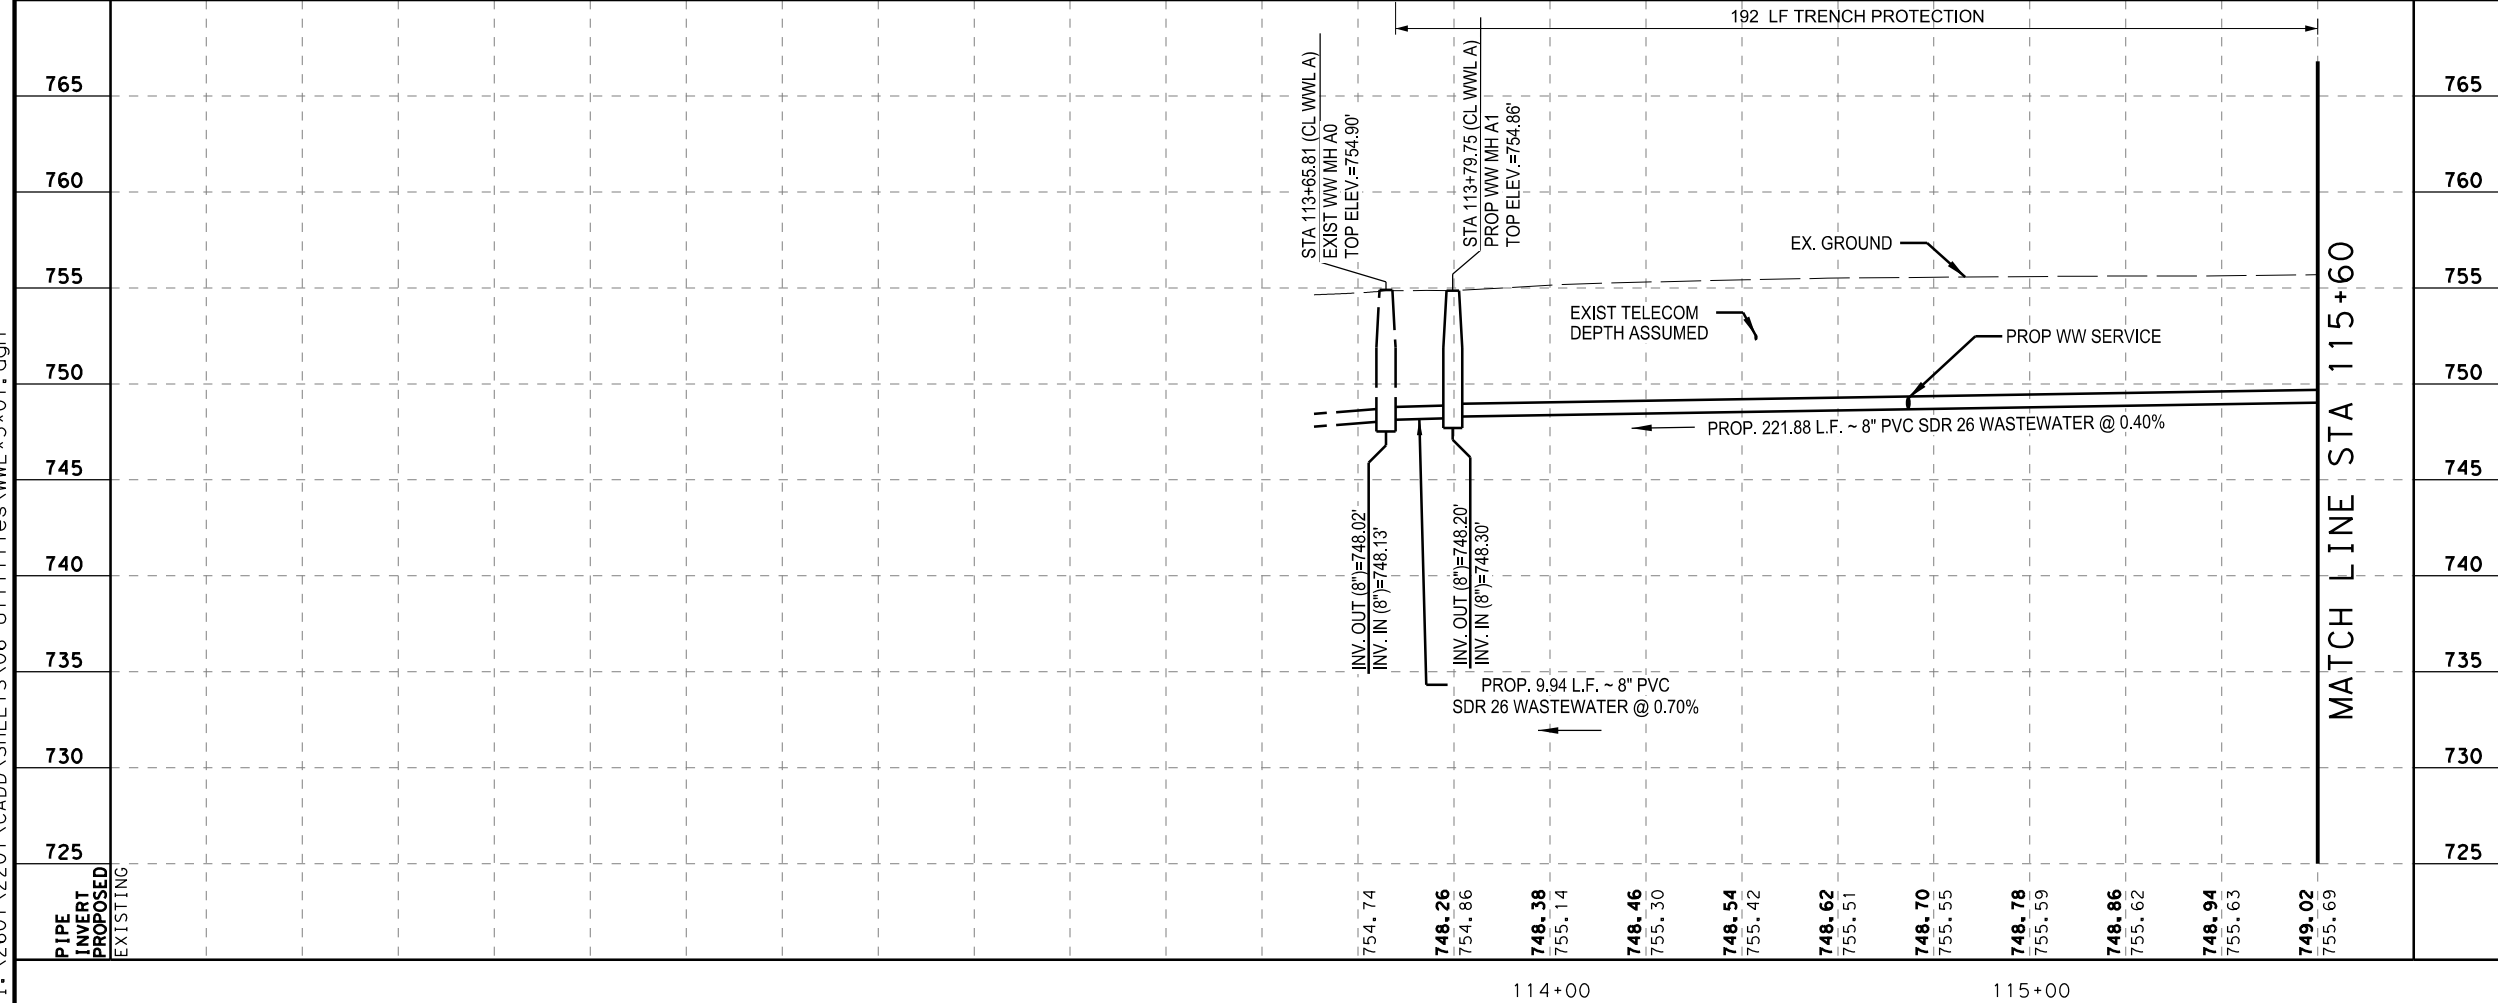 192 LF TRENCH PROTECTION
765
760
755
750
745
740
735
730
725
765
760
755
750
745
740
735
730
725
STA 113+65.81 (CL WWL A)
EXIST WW MH A0
TOP ELEV.=754.90'
STA 113+79.75 (CL WWL A)
PROP WW MH A1
TOP ELEV.=754.86'
EX. GROUND
EXIST TELECOM
DEPTH ASSUMED
PROP WW SERVICE
PROP. 221.88 L.F. ~ 8" PVC SDR 26 WASTEWATER @ 0.40%
MATCH LINE STA 115+60
INV. OUT (8")=748.02'
INV. IN (8")=748.13'
INV. OUT (8")=748.20'
INV. IN (8")=748.30'
PROP. 9.94 L.F. ~ 8" PVC
SDR 26 WASTEWATER @ 0.70%
PIPE
INVERT
PROPOSED
EXISTING
754.74
748.26
754.86
748.38
755.14
748.46
755.30
748.54
755.42
748.62
755.51
748.70
755.55
748.78
755.59
748.86
755.62
748.94
755.63
749.02
755.69
114+00
115+00